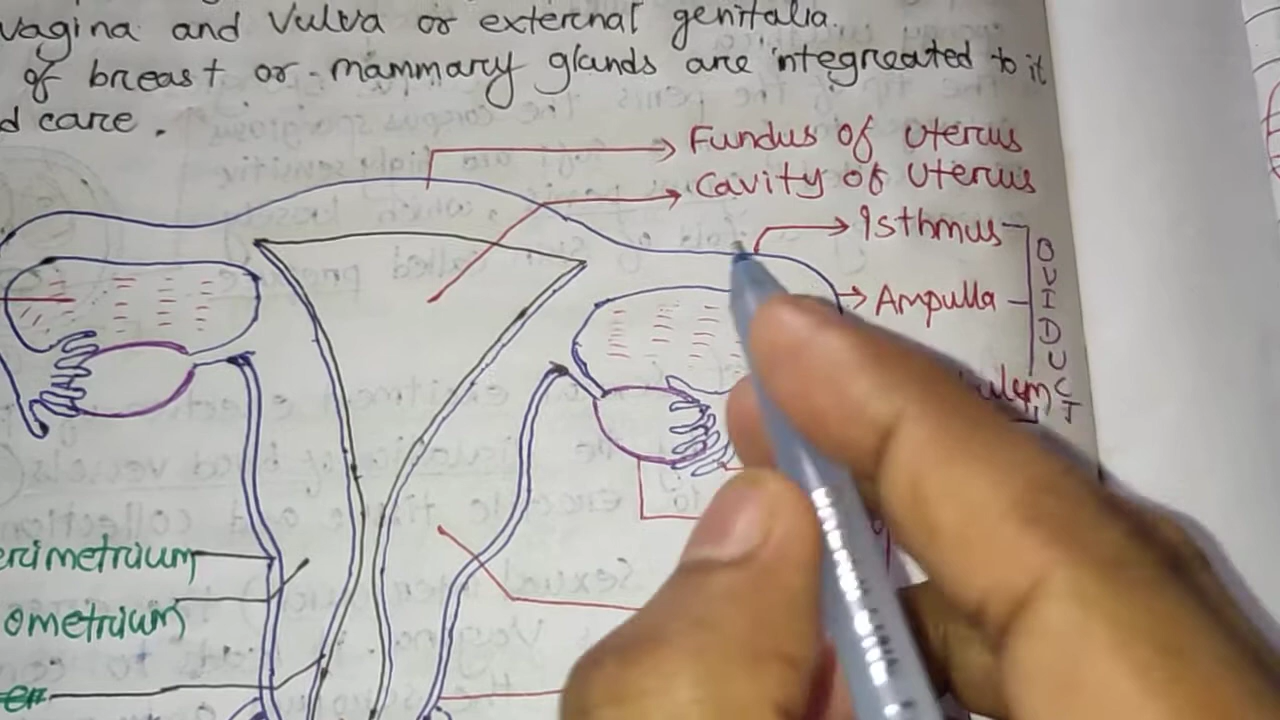 vagina and Vulva or external genitalia.
of breast or mammary glands are integreated to it
d care.
Fundus of Uterus
Cavity of Uterus
Isthmus
Ampulla
OVIDUCT
erimetrium
ometrium